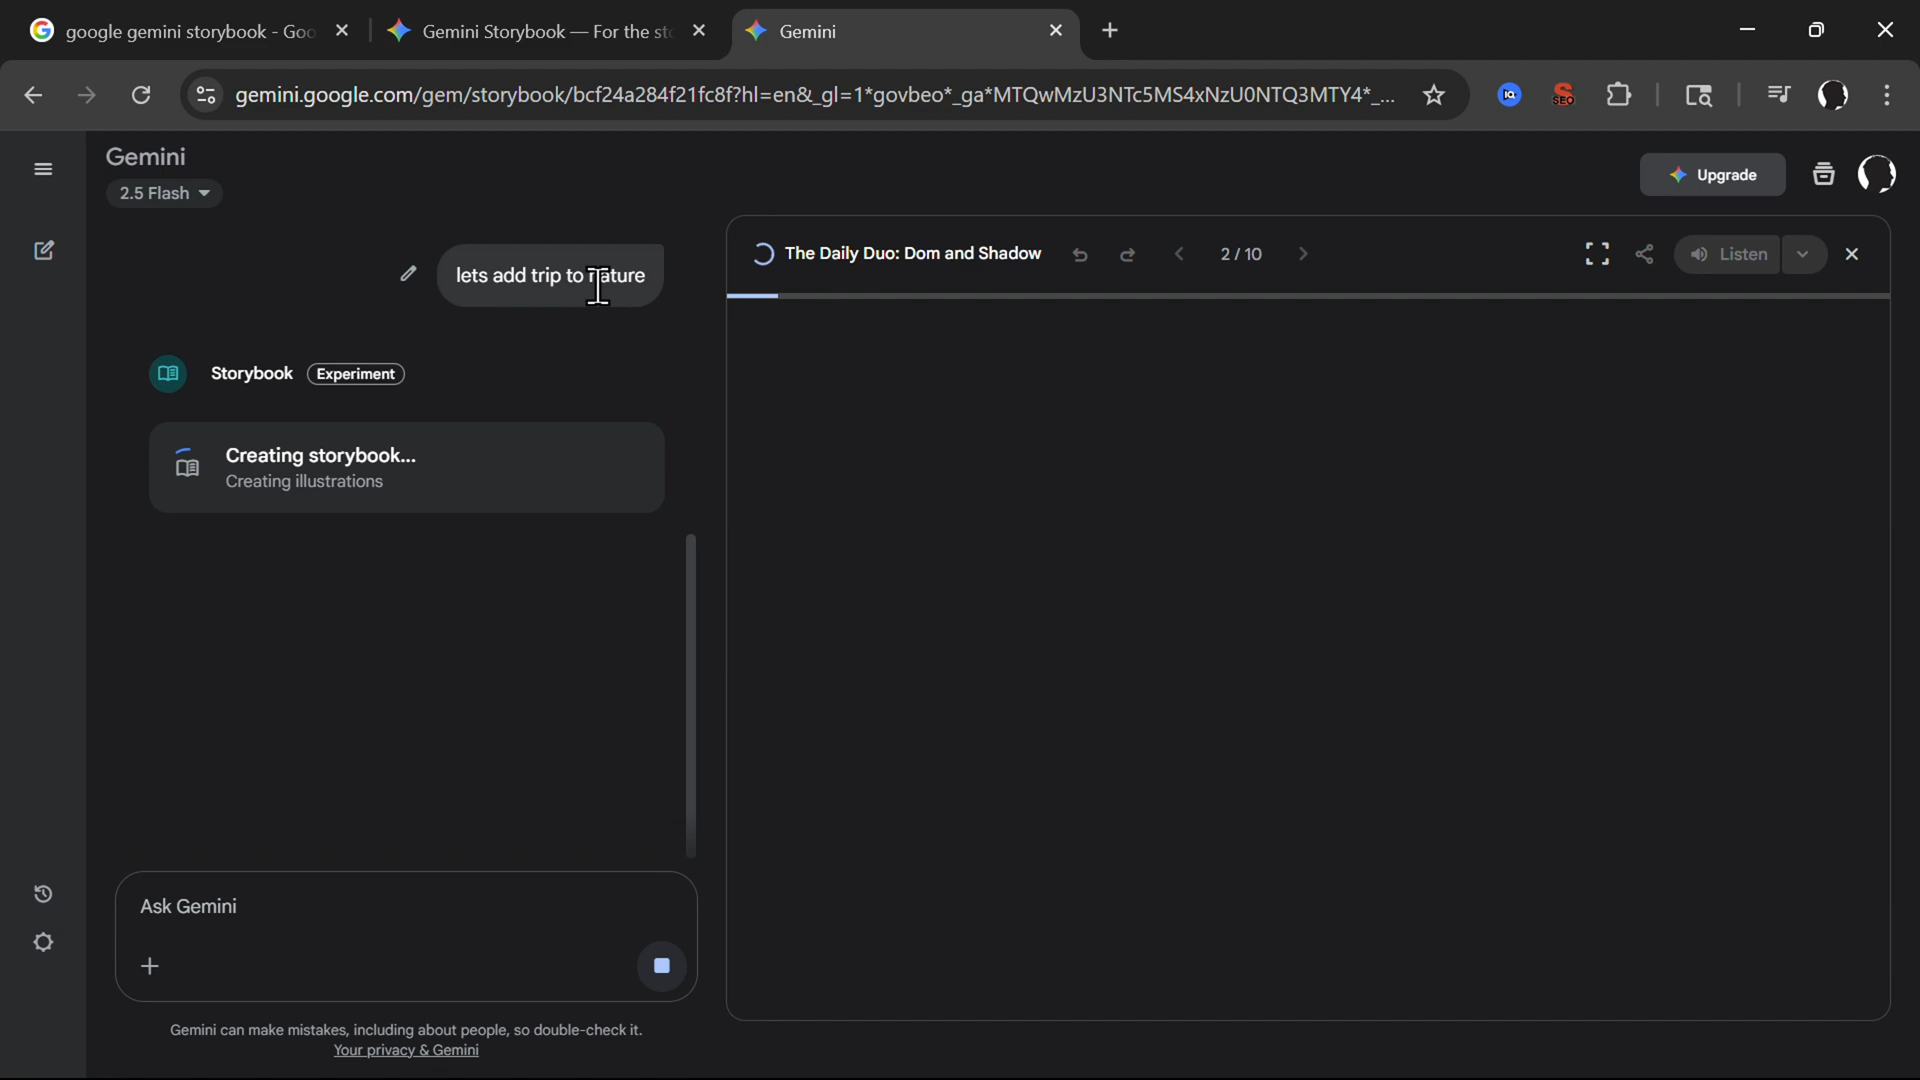 google gemini storybook - Goo
Gemini Storybook — For the sto
Gemini
gemini.google.com/gem/storybook/bcf24a284f21fc8f?hl=en&_gl=1*govbeo*_ga*MTQwMzU3NTc5MS4xNzU0NTQ3MTY4*_...
IQ
SEO
Gemini
2.5 Flash
Upgrade
lets add trip to nature
The Daily Duo: Dom and Shadow
2 / 10
Listen
Storybook Experiment
Creating storybook...
Creating illustrations
Ask Gemini
Gemini can make mistakes, including about people, so double-check it.
Your privacy & Gemini